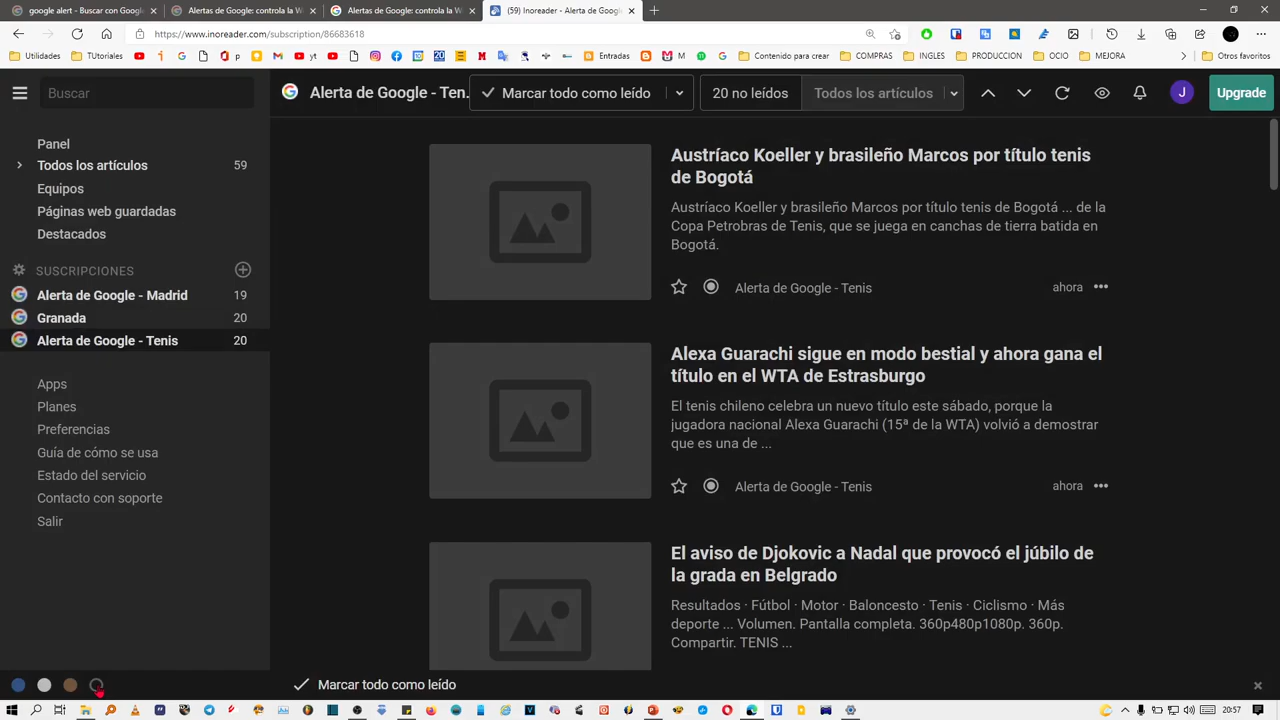 google alert - Buscar con Google
Alertas de Google: controla la W
Alertas de Google: controla la W
(59) Inoreader - Alerta de Goog
https://www.inoreader.com/subscription/86683618
Utilidades
TUtoriales
p
yt
Entradas
M
Contenido para crear
COMPRAS
INGLES
PRODUCCION
OCIO
MEJORA
Otros favoritos
Buscar
Alerta de Google - Ten.
Marcar todo como leído
20 no leídos
Todos los artículos
J
Upgrade
Panel
Todos los artículos 59
Equipos
Páginas web guardadas
Destacados
SUSCRIPCIONES
Alerta de Google - Madrid 19
Granada 20
Alerta de Google - Tenis 20
Apps
Planes
Preferencias
Guía de cómo se usa
Estado del servicio
Contacto con soporte
Salir
Austríaco Koeller y brasileño Marcos por título tenis
de Bogotá
Austríaco Koeller y brasileño Marcos por título tenis de Bogotá ... de la
Copa Petrobras de Tenis, que se juega en canchas de tierra batida en
Bogotá.
Alerta de Google - Tenis ahora
Alexa Guarachi sigue en modo bestial y ahora gana el
título en el WTA de Estrasburgo
El tenis chileno celebra un nuevo título este sábado, porque la
jugadora nacional Alexa Guarachi (15ª de la WTA) volvió a demostrar
que es una de ...
Alerta de Google - Tenis ahora
El aviso de Djokovic a Nadal que provocó el júbilo de
la grada en Belgrado
Resultados · Fútbol · Motor · Baloncesto · Tenis · Ciclismo · Más
deporte ... Volumen. Pantalla completa. 360p480p1080p. 360p.
Compartir. TENIS ...
Marcar todo como leído
20:57